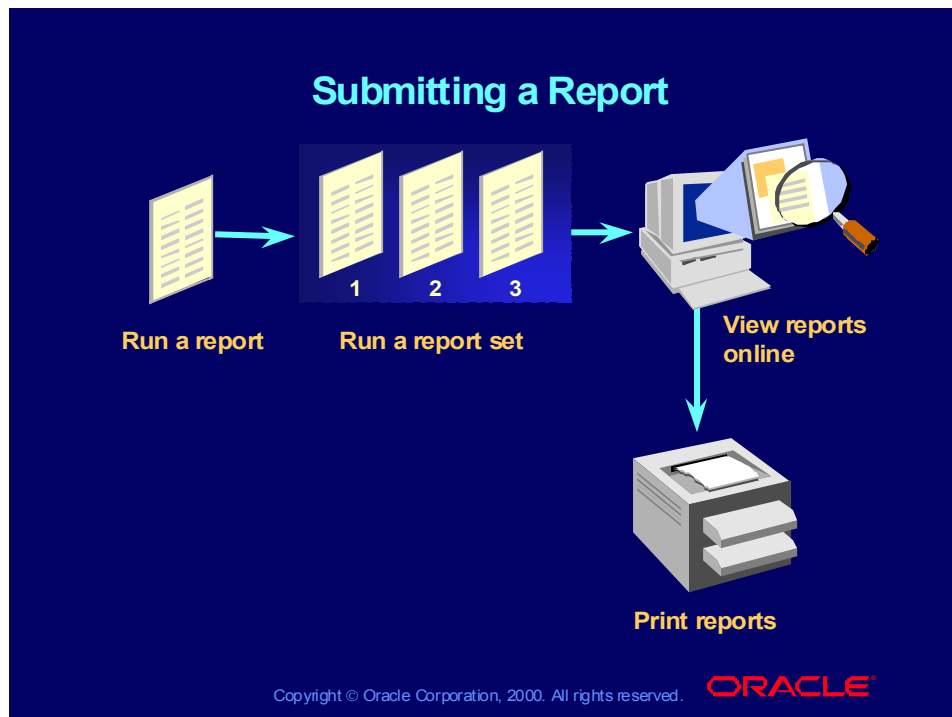 Submitting a Report
1 2 3
Run a report
Run a report set
View reports
online
Print reports
Copyright © Oracle Corporation, 2000. All rights reserved.
ORACLE®